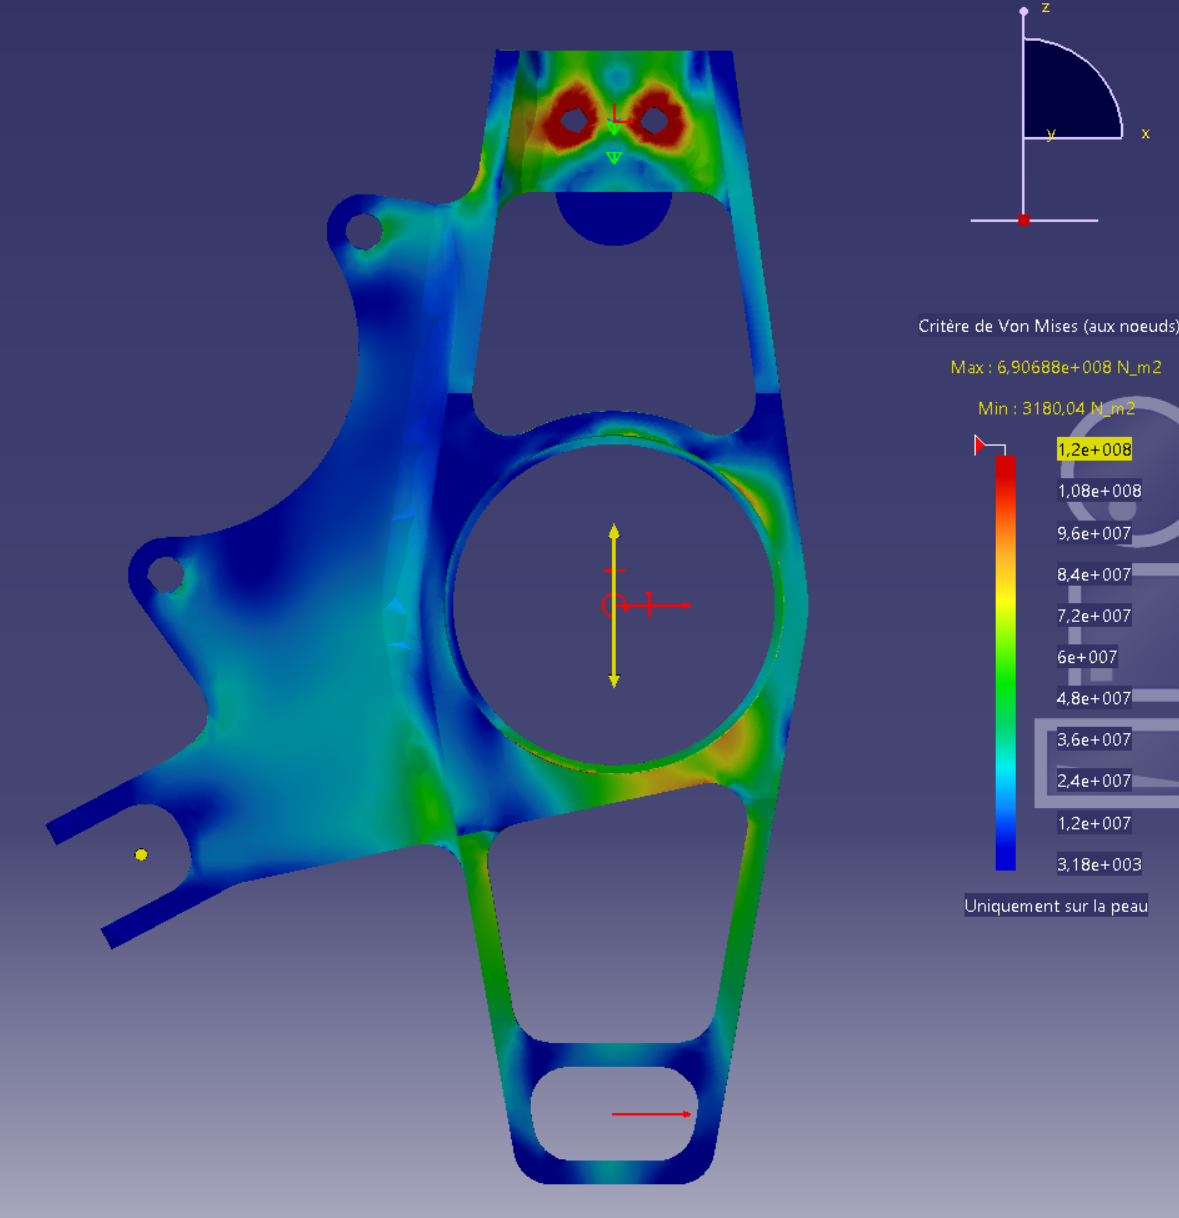 z
y
x
Critère de Von Mises (aux noeuds)
Max : 6,90688e+008 N_m2
Min : 3180,04 N_m2
1,2e+008
1,08e+008
9,6e+007
8,4e+007
7,2e+007
6e+007
4,8e+007
3,6e+007
2,4e+007
1,2e+007
3,18e+003
Uniquement sur la peau